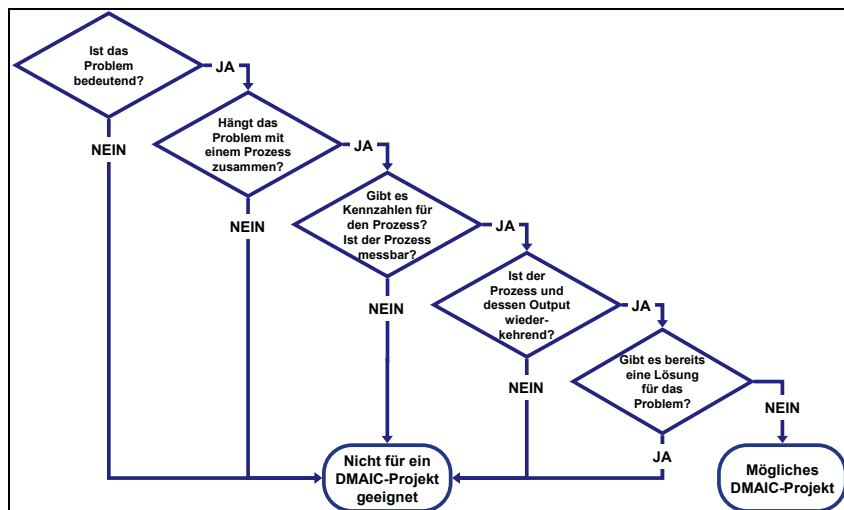 Ist das
Problem
bedeutend?
JA
NEIN
Hängt das
Problem mit
einem Prozess
zusammen?
JA
NEIN
Gibt es
Kennzahlen für
den Prozess?
Ist der Prozess
messbar?
JA
NEIN
Ist der
Prozess und
dessen Output
wieder-
kehrend?
JA
NEIN
Gibt es bereits
eine Lösung
für das
Problem?
NEIN
JA
Nicht für ein
DMAIC-Projekt
geeignet
Mögliches
DMAIC-Projekt